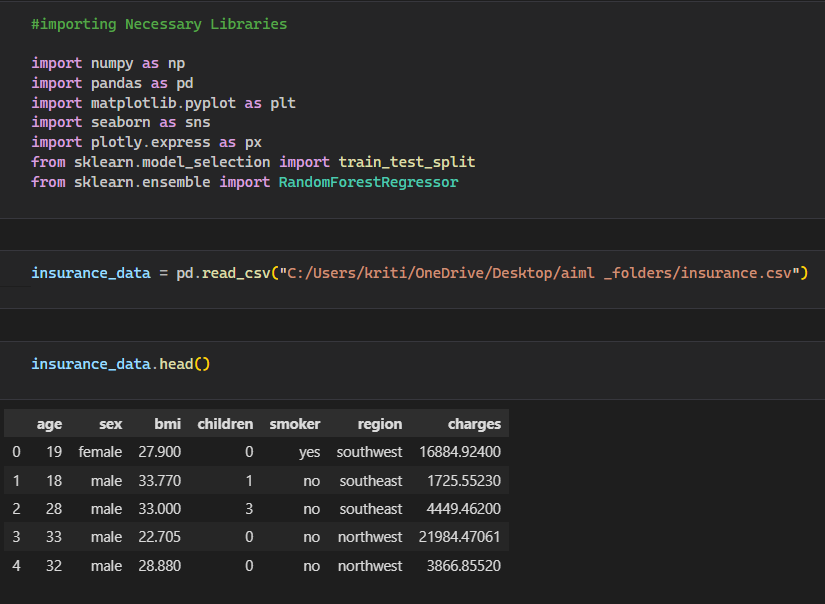 #importing Necessary Libraries
import numpy as np
import pandas as pd
import matplotlib.pyplot as plt
import seaborn as sns
import plotly.express as px
from sklearn.model_selection import train_test_split
from sklearn.ensemble import RandomForestRegressor
insurance_data = pd.read_csv("C:/Users/kriti/OneDrive/Desktop/aiml _folders/insurance.csv")
insurance_data.head()
age sex bmi children smoker region charges
0 19 female 27.900 0 yes southwest 16884.92400
1 18 male 33.770 1 no southeast 1725.55230
2 28 male 33.000 3 no southeast 4449.46200
3 33 male 22.705 0 no northwest 21984.47061
4 32 male 28.880 0 no northwest 3866.85520